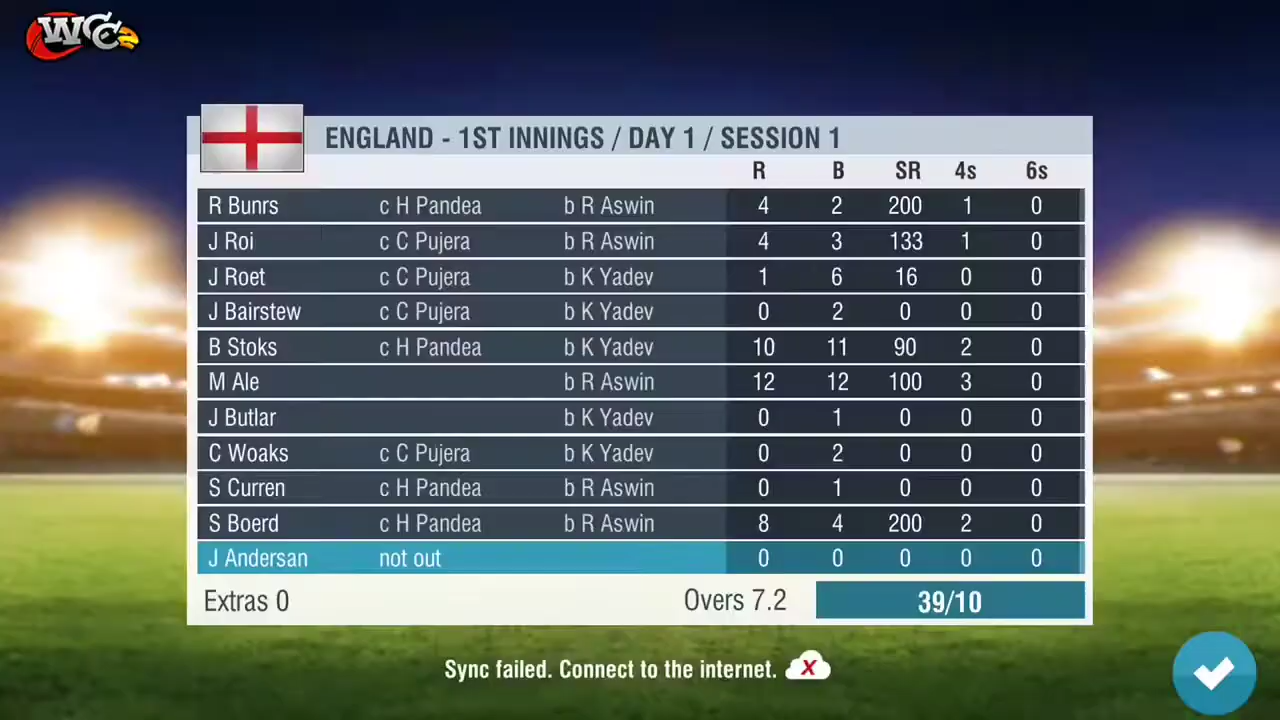 WCC
ENGLAND - 1ST INNINGS / DAY 1 / SESSION 1
R B SR 4s 6s
R Bunrs c H Pandea b R Aswin 4 2 200 1 0
J Roi c C Pujera b R Aswin 4 3 133 1 0
J Roet c C Pujera b K Yadev 1 6 16 0 0
J Bairstew c C Pujera b K Yadev 0 2 0 0 0
B Stoks c H Pandea b K Yadev 10 11 90 2 0
M Ale b R Aswin 12 12 100 3 0
J Butlar b K Yadev 0 1 0 0 0
C Woaks c C Pujera b K Yadev 0 2 0 0 0
S Curren c H Pandea b R Aswin 0 1 0 0 0
S Boerd c H Pandea b R Aswin 8 4 200 2 0
J Andersan not out 0 0 0 0 0
Extras 0 Overs 7.2 39/10
Sync failed. Connect to the internet. X